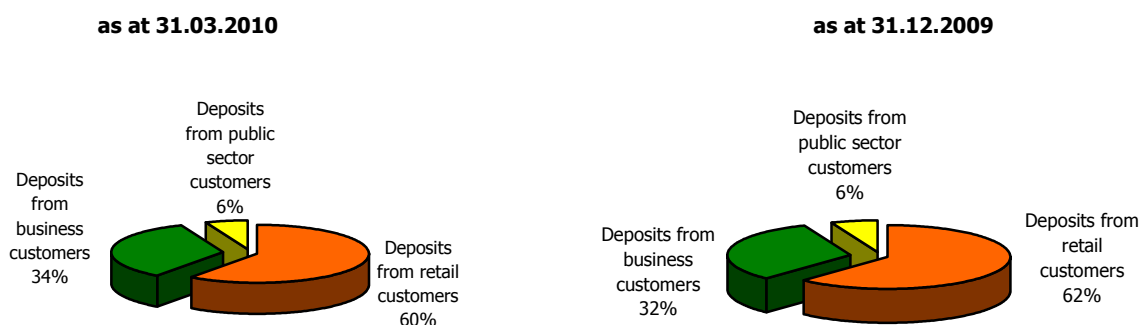 as at 31.03.2010
as at 31.12.2009
Deposits
from public
sector
customers
6%
Deposits
from
business
customers
34%
Deposits
from retail
customers
60%
Deposits from
public sector
customers
6%
Deposits from
business
customers
32%
Deposits from
retail
customers
62%